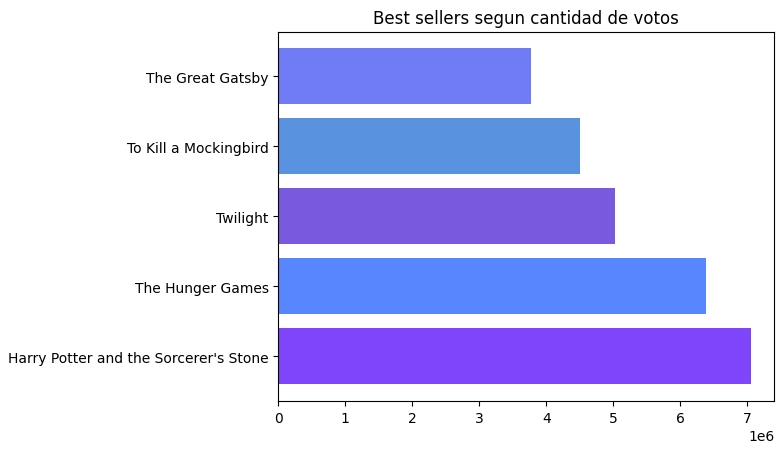 Best sellers segun cantidad de votos
The Great Gatsby
To Kill a Mockingbird
Twilight
The Hunger Games
Harry Potter and the Sorcerer's Stone
0 1 2 3 4 5 6 7
1e6